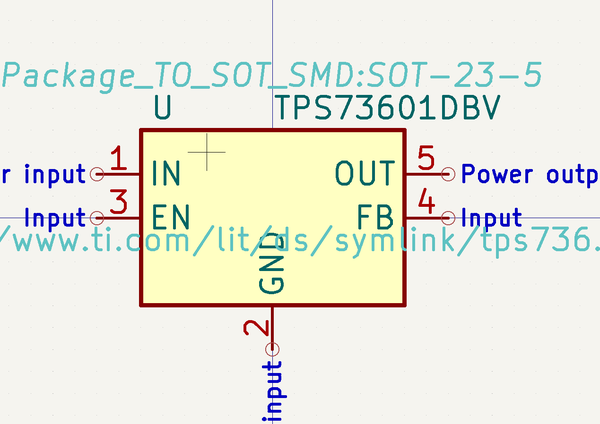 Package_TO_SOT_SMD:SOT-23-5
U TPS73601DBV
r input 1 IN OUT 5 Power outp
Input 3 EN FB 4 Input
/www.ti.com/lit/ds/symlink/tps736.
GND
2
input